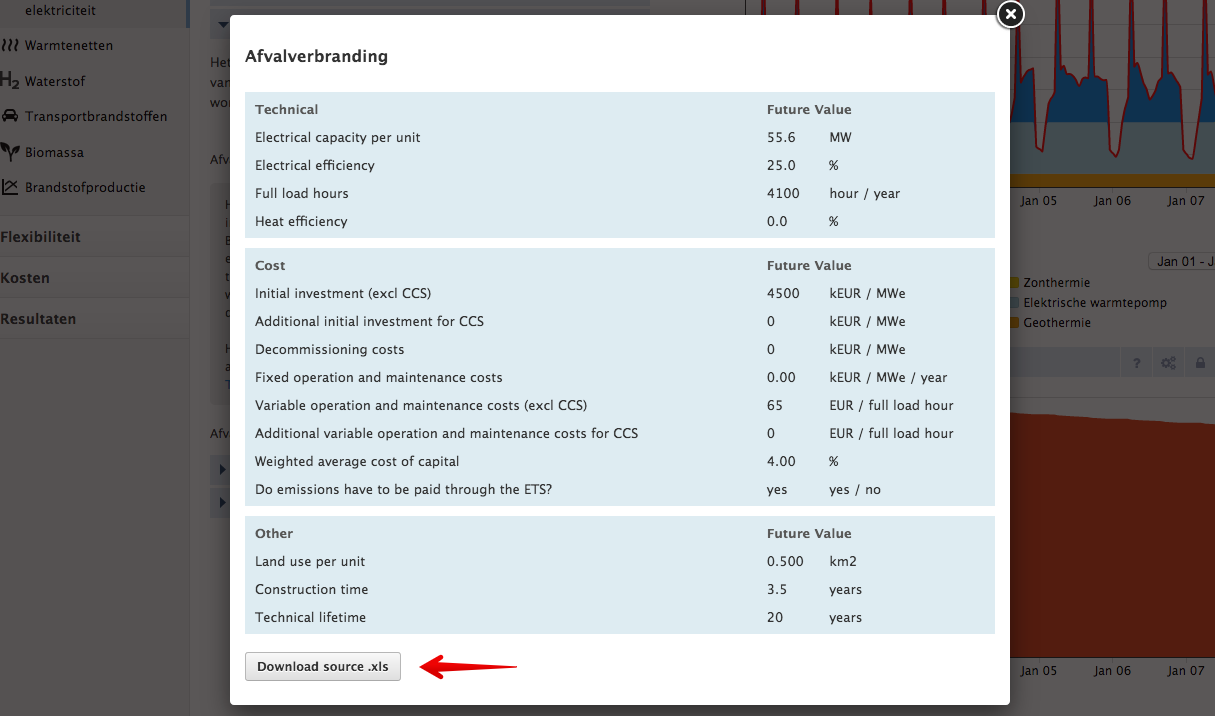 elektriciteit
Warmtenetten
H2 Waterstof
Transportbrandstoffen
Biomassa
Brandstofproductie
Flexibiliteit
Kosten
Resultaten
Het
Afvalverbranding
Technical Future Value
Electrical capacity per unit 55.6 MW
Electrical efficiency 25.0 %
Full load hours 4100 hour / year
Heat efficiency 0.0 %
Cost Future Value
Initial investment (excl CCS) 4500 kEUR / MWe
Additional initial investment for CCS 0 kEUR / MWe
Decommissioning costs 0 kEUR / MWe
Fixed operation and maintenance costs 0.00 kEUR / MWe / year
Variable operation and maintenance costs (excl CCS) 65 EUR / full load hour
Additional variable operation and maintenance costs for CCS 0 EUR / full load hour
Weighted average cost of capital 4.00 %
Do emissions have to be paid through the ETS? yes yes / no
Other Future Value
Land use per unit 0.500 km2
Construction time 3.5 years
Technical lifetime 20 years
Download source .xls
Jan 05 Jan 06 Jan 07
Jan 01 - J
Zonthermie
Elektrische warmtepomp
Geothermie
?
Jan 05 Jan 06 Jan 07